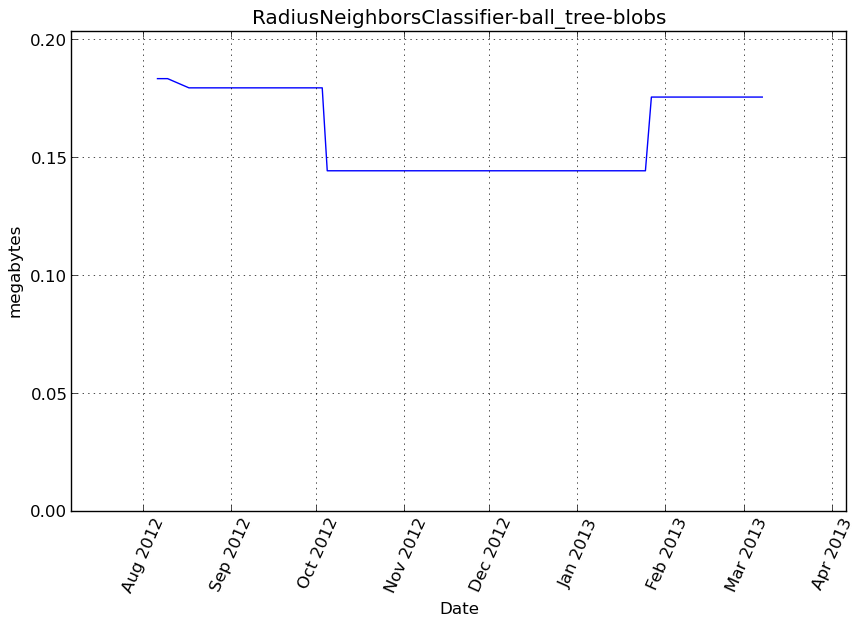 RadiusNeighborsClassifier-ball_tree-blobs
0.20
0.15
0.10
0.05
0.00
megabytes
Aug 2012
Sep 2012
Oct 2012
Nov 2012
Dec 2012
Jan 2013
Feb 2013
Mar 2013
Apr 2013
Date